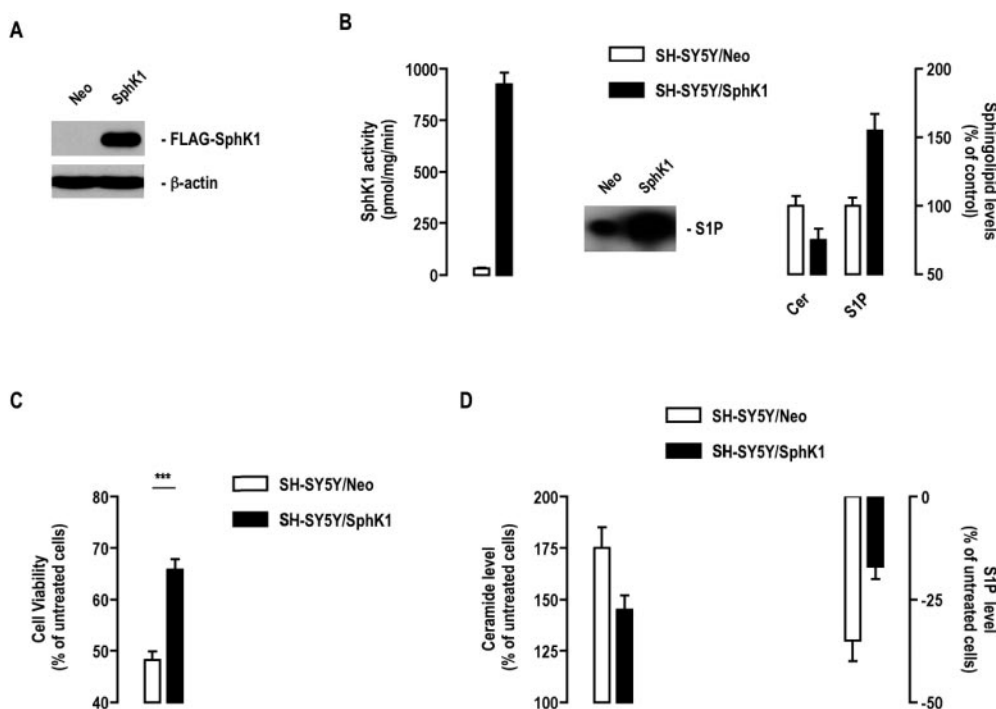 A
Neo
SphK1
- FLAG-SphK1
- β-actin
B
SH-SY5Y/Neo
SH-SY5Y/SphK1
1000
750
500
250
0
SphK1 activity
(pmol/mg/min)
Neo
SphK1
- S1P
200
150
100
50
Sphingolipid levels
(% of control)
Cer
S1P
C
***
SH-SY5Y/Neo
SH-SY5Y/SphK1
80
70
60
50
40
Cell Viability
(% of untreated cells)
D
SH-SY5Y/Neo
SH-SY5Y/SphK1
200
175
150
125
100
Ceramide level
(% of untreated cells)
0
-25
-50
S1P level
(% of untreated cells)